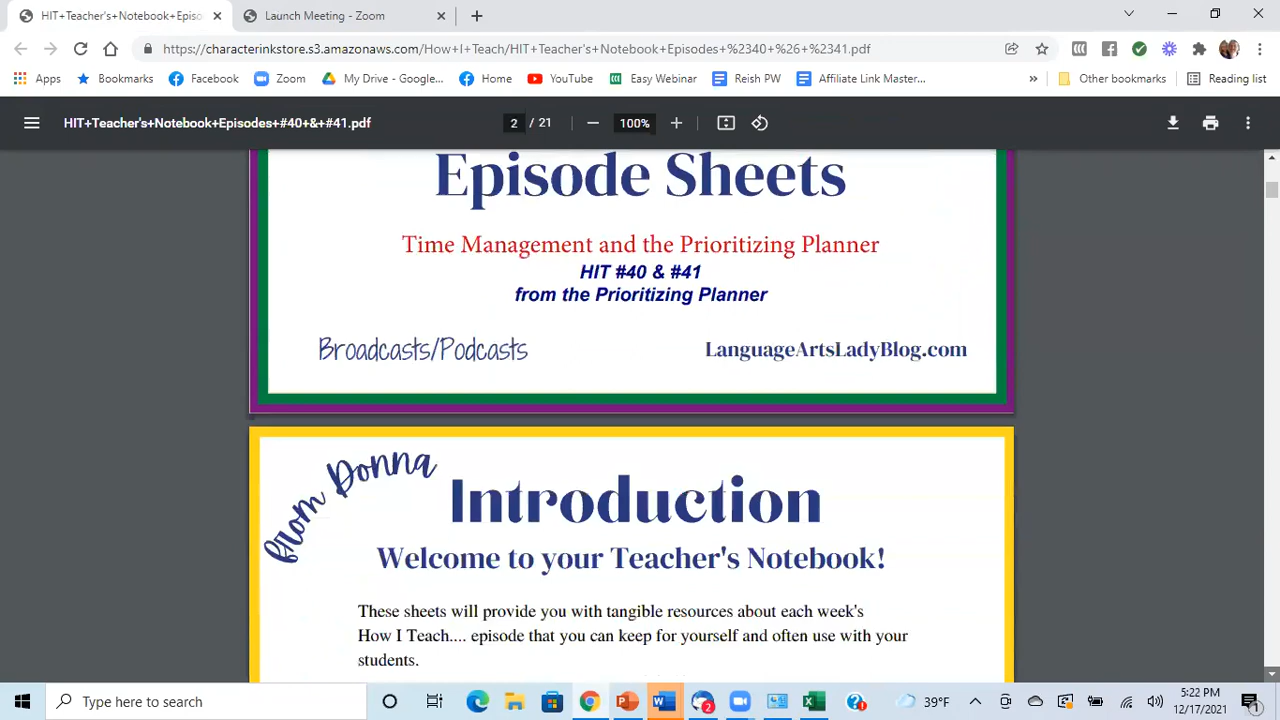 HIT+Teacher's+Notebook+Episo
Launch Meeting - Zoom
https://characterinkstore.s3.amazonaws.com/How+I+Teach/HIT+Teacher's+Notebook+Episodes+%2340+%26+%2341.pdf
Apps Bookmarks Facebook Zoom My Drive - Google... Home YouTube Easy Webinar Reish PW Affiliate Link Master... » Other bookmarks Reading list
HIT+Teacher's+Notebook+Episodes+#40+&+#41.pdf 2 / 21 100%
Episode Sheets
Time Management and the Prioritizing Planner
HIT #40 & #41
from the Prioritizing Planner
Broadcasts/Podcasts LanguageArtsLadyBlog.com
from Donna
Introduction
Welcome to your Teacher's Notebook!
These sheets will provide you with tangible resources about each week's
How I Teach.... episode that you can keep for yourself and often use with your
students.
Type here to search 2 39°F 5:22 PM
12/17/2021 1